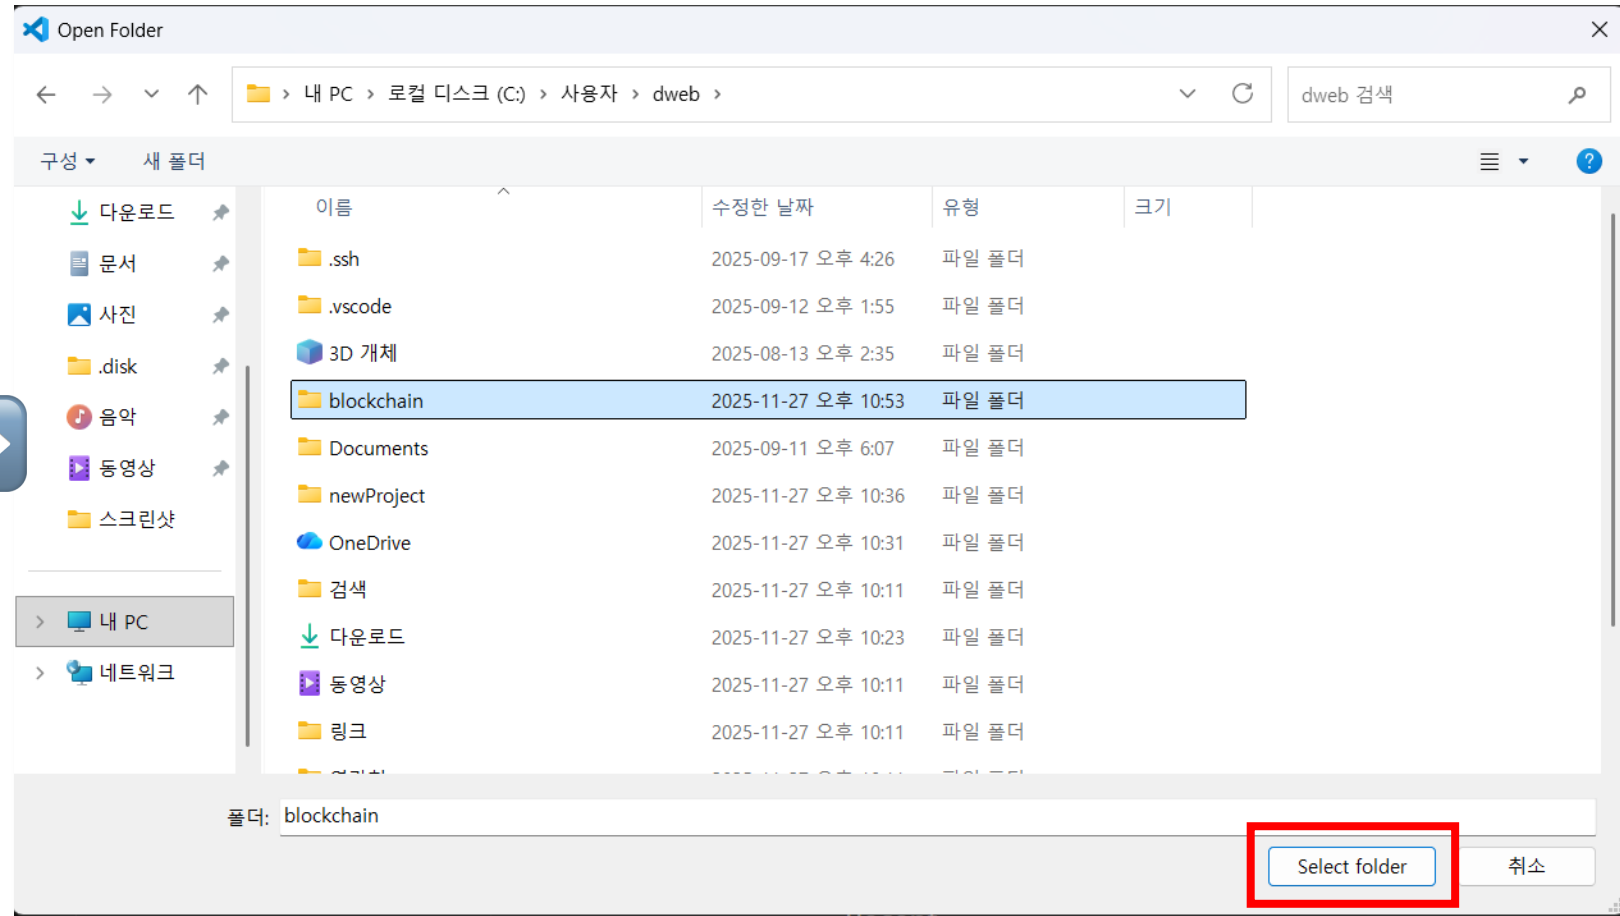 Open Folder
내 PC 로컬 디스크 (C:) 사용자 dweb
dweb 검색
구성 새 폴더
이름 수정한 날짜 유형 크기
다운로드
문서
사진
.disk
음악
동영상
스크린샷
내 PC
네트워크
.ssh 2025-09-17 오후 4:26 파일 폴더
.vscode 2025-09-12 오후 1:55 파일 폴더
3D 개체 2025-08-13 오후 2:35 파일 폴더
blockchain 2025-11-27 오후 10:53 파일 폴더
Documents 2025-09-11 오후 6:07 파일 폴더
newProject 2025-11-27 오후 10:36 파일 폴더
OneDrive 2025-11-27 오후 10:31 파일 폴더
검색 2025-11-27 오후 10:11 파일 폴더
다운로드 2025-11-27 오후 10:23 파일 폴더
동영상 2025-11-27 오후 10:11 파일 폴더
링크 2025-11-27 오후 10:11 파일 폴더
폴더: blockchain
Select folder 취소